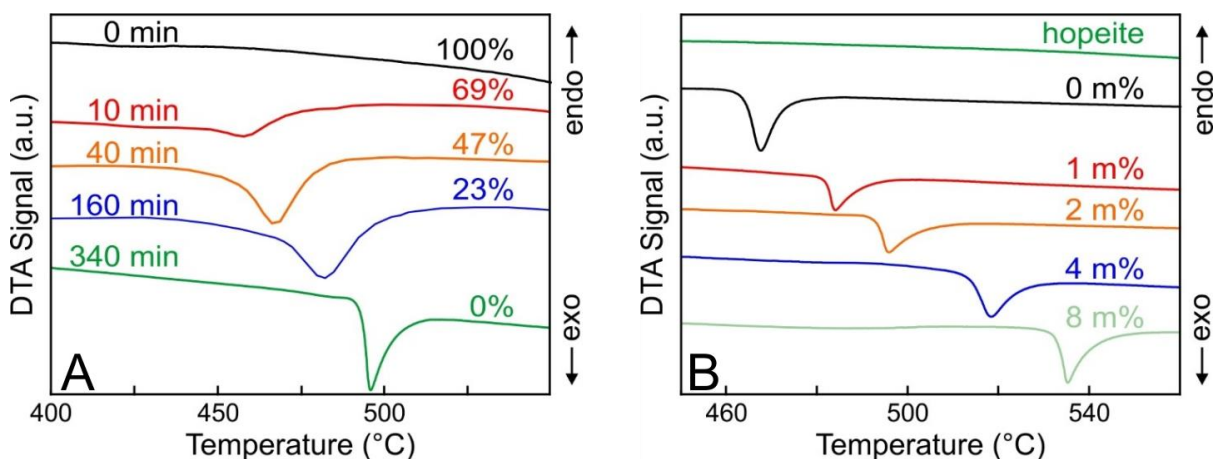 0 min
100%
10 min
69%
40 min
47%
160 min
23%
340 min
0%
A
DTA Signal (a.u.)
endo →
← exo
400 450 500
Temperature (°C)
hopeite
0 m%
1 m%
2 m%
4 m%
8 m%
B
DTA Signal (a.u.)
endo →
← exo
460 500 540
Temperature (°C)